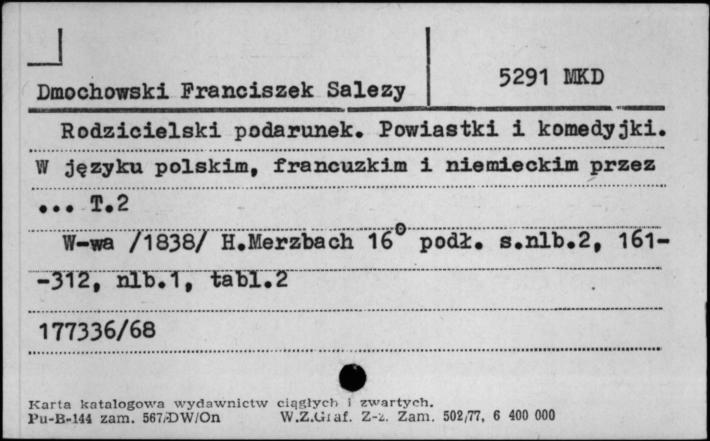 Dmochowski Franciszek Salezy
5291 MKD
Rodzicielski podarunek. Powiastki i komedyjki.
W języku polskim, francuzkim i niemieckim przez
... T.2
W-wa /1838/ H.Merzbach 16° podł. s.nlb.2, 161-
-312, nlb.1, tabl.2
177336/68
Karta katalogowa wydawnictw ciągłych i zwartych.
Pu-B-144 zam. 567/DW/On W.Z.Graf. Z-z. Zam. 502/77, 6 400 000